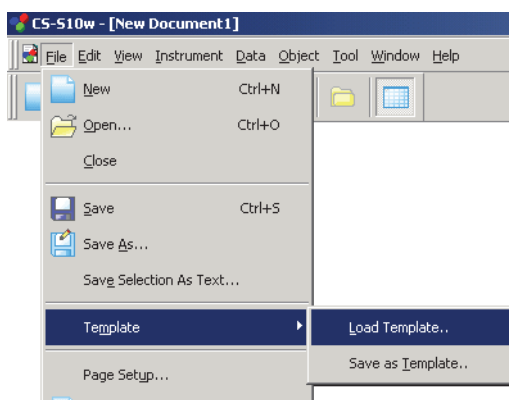 CS-S10w - [New Document1]
File Edit View Instrument Data Object Tool Window Help
New Ctrl+N
Open... Ctrl+O
Close
Save Ctrl+S
Save As...
Save Selection As Text...
Template Load Template..
Save as Template..
Page Setup...